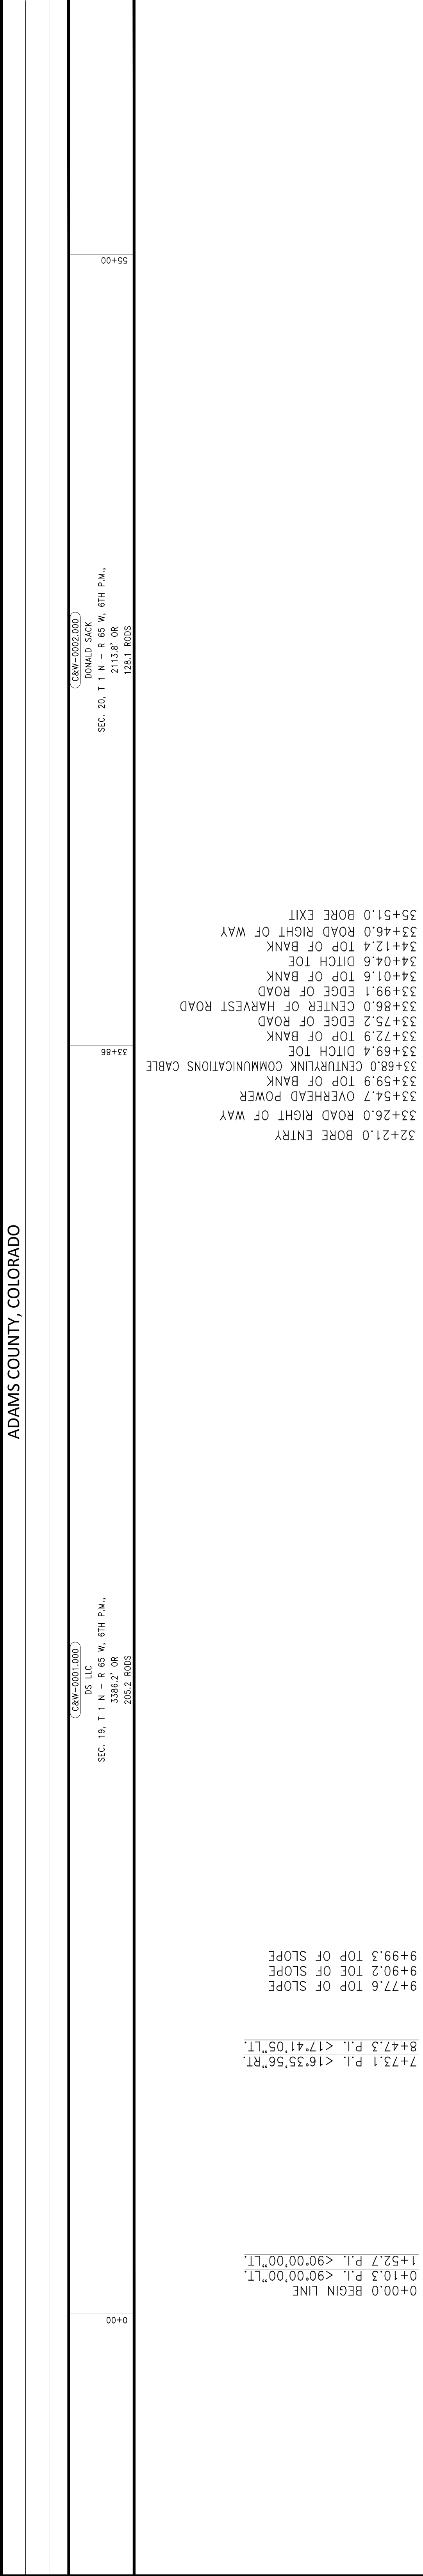 ADAMS COUNTY, COLORADO
0+00
C&W-0001.000
DS LLC
SEC. 19, T 1 N - R 65 W, 6TH P.M.,
3386.2' OR
205.2 RODS
33+86
C&W-0002.000
DONALD SACK
SEC. 20, T 1 N - R 65 W, 6TH P.M.,
2113.8' OR
128.1 RODS
55+00
0+00.0 BEGIN LINE
0+10.3 P.I. <90°00'00"LT.
1+52.7 P.I. <90°00'00"LT.
7+73.1 P.I. <16°35'56"RT.
8+47.3 P.I. <17°41'05"LT.
9+77.6 TOP OF SLOPE
9+90.2 TOE OF SLOPE
9+99.3 TOP OF SLOPE
32+21.0 BORE ENTRY
33+26.0 ROAD RIGHT OF WAY
33+54.7 OVERHEAD POWER
33+59.9 TOP OF BANK
33+68.0 CENTURYLINK COMMUNICATIONS CABLE
33+69.4 DITCH TOE
33+72.9 TOP OF BANK
33+75.2 EDGE OF ROAD
33+86.0 CENTER OF HARVEST ROAD
33+99.1 EDGE OF ROAD
34+01.6 TOP OF BANK
34+04.6 DITCH TOE
34+12.4 TOP OF BANK
33+46.0 ROAD RIGHT OF WAY
35+51.0 BORE EXIT